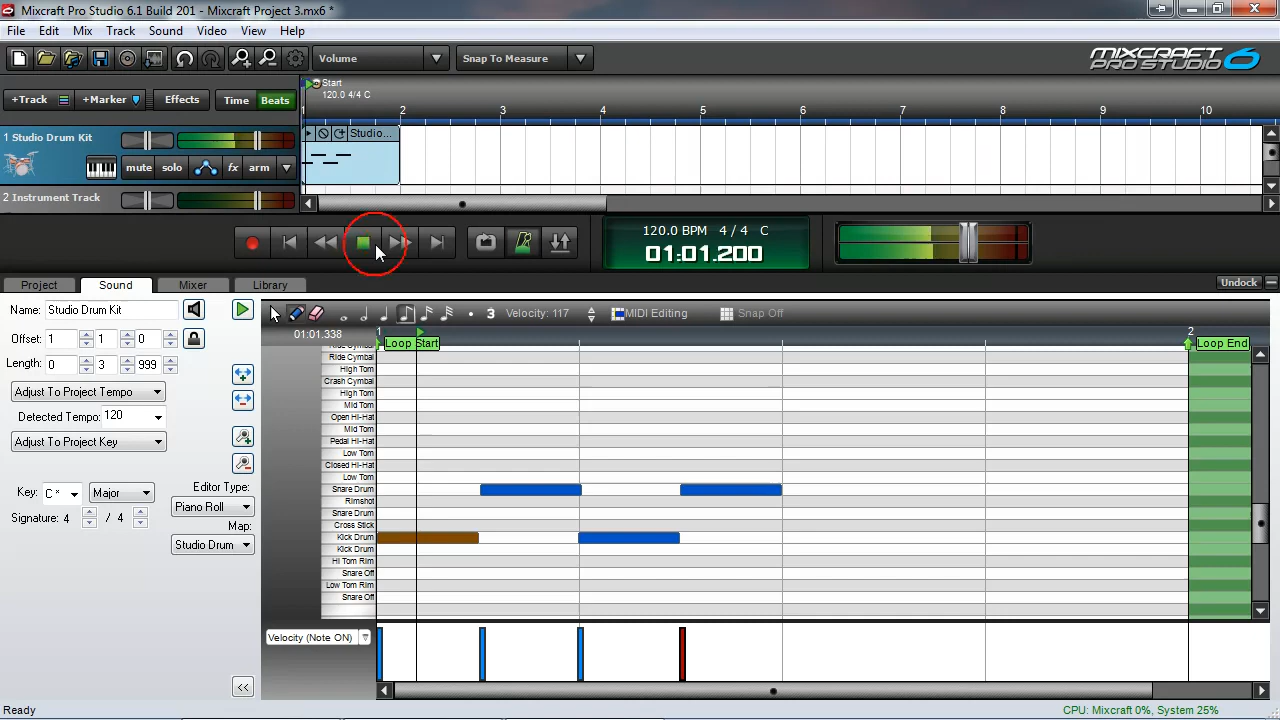 Mixcraft Pro Studio 6.1 Build 201 - Mixcraft Project 3.mx6 *
File Edit Mix Track Sound Video View Help
Volume Snap To Measure MIXCRAFT PRO STUDIO 6
Start
120.0 4/4 C
+Track +Marker Effects Time Beats
1 2 3 4 5 6 7 8 9 10
1 Studio Drum Kit Studio...
mute solo fx arm
2 Instrument Track
120.0 BPM 4 / 4 C
01:01.200
Project Sound Mixer Library Undock
Name: Studio Drum Kit
3 Velocity: 117 MIDI Editing Snap Off
Offset: 1 1 0
01:01.338 1 2
Loop Start Loop End
Length: 0 3 999
Ride Cymbal
High Tom
Crash Cymbal
High Tom
Mid Tom
Open Hi-Hat
Mid Tom
Pedal Hi-Hat
Low Tom
Closed Hi-Hat
Low Tom
Snare Drum
Rimshot
Snare Drum
Cross Stick
Kick Drum
Kick Drum
Hi Tom Rim
Snare Off
Low Tom Rim
Snare Off
Adjust To Project Tempo
Detected Tempo: 120
Adjust To Project Key
Key: C * Major
Signature: 4 / 4
Editor Type:
Piano Roll
Map:
Studio Drum
Velocity (Note ON)
<<
Ready CPU: Mixcraft 0%, System 25%